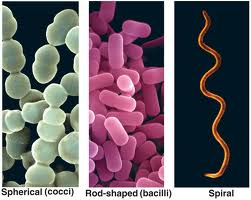 Spherical (cocci)
Rod-shaped (bacilli)
Spiral